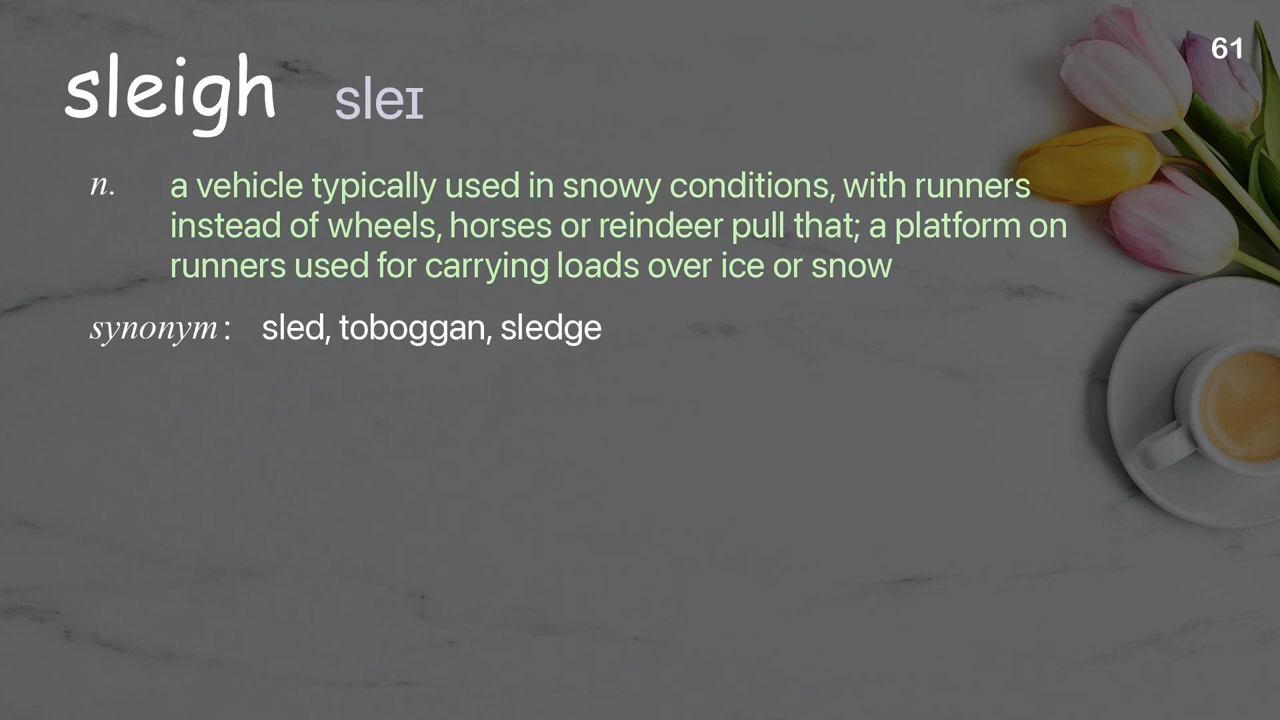 61
sleigh sleɪ
n. a vehicle typically used in snowy conditions, with runners
instead of wheels, horses or reindeer pull that; a platform on
runners used for carrying loads over ice or snow
synonym: sled, toboggan, sledge